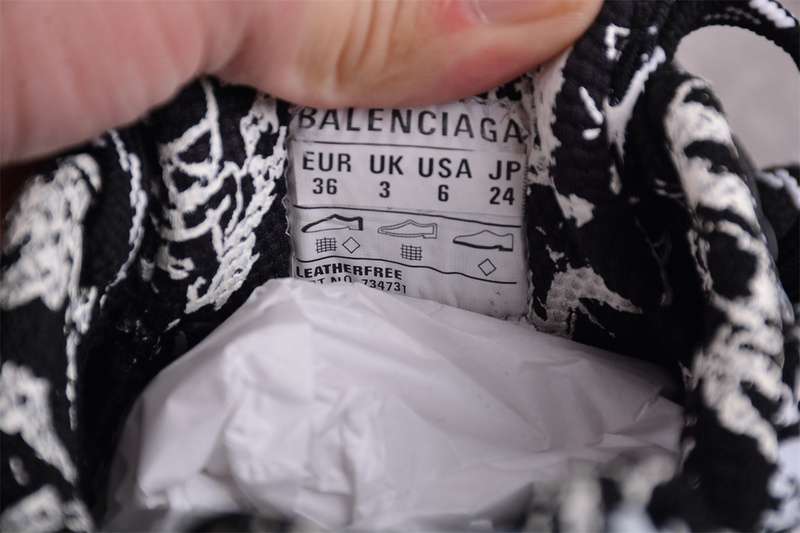 BALENCIAGA
EUR UK USA JP
36 3 6 24
LEATHERFREE
734731